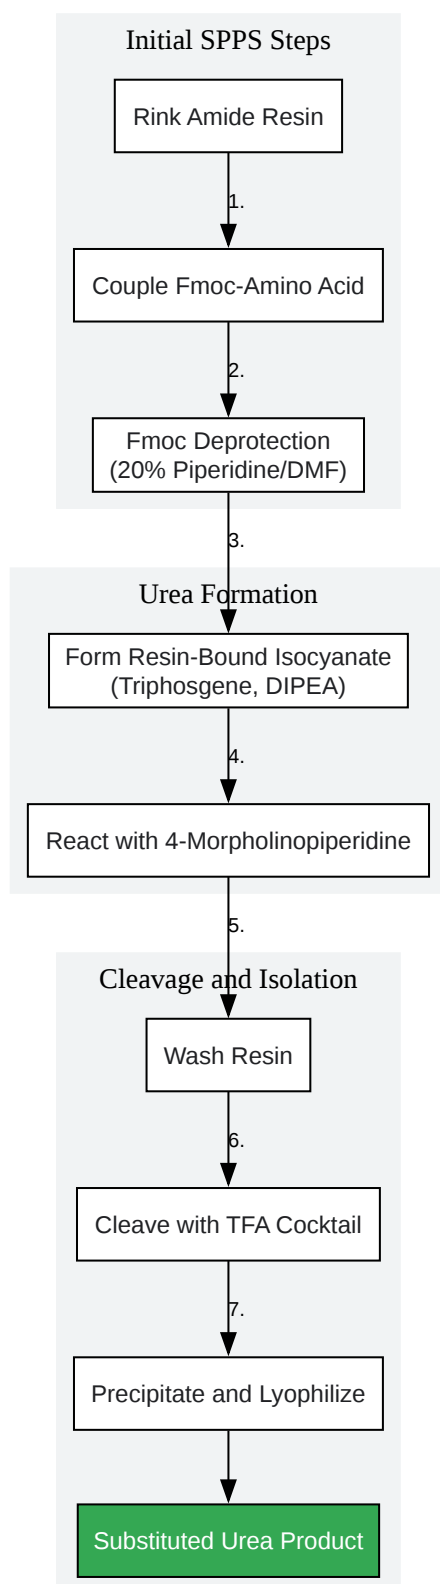 Initial SPPS Steps
Rink Amide Resin
1.
Couple Fmoc-Amino Acid
2.
Fmoc Deprotection
(20% Piperidine/DMF)
3.
Urea Formation
Form Resin-Bound Isocyanate
(Triphosgene, DIPEA)
4.
React with 4-Morpholinopiperidine
5.
Cleavage and Isolation
Wash Resin
6.
Cleave with TFA Cocktail
7.
Precipitate and Lyophilize
Substituted Urea Product